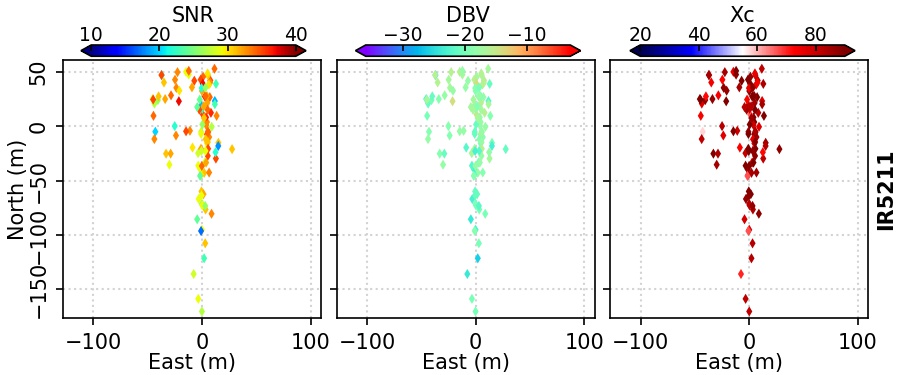 SNR DBV Xc
10 20 30 40 −30 −20 −10 20 40 60 80
50
0
−50
−100
−150
North (m)
IR5211
−100 0 100 −100 0 100 −100 0 100
East (m) East (m) East (m)